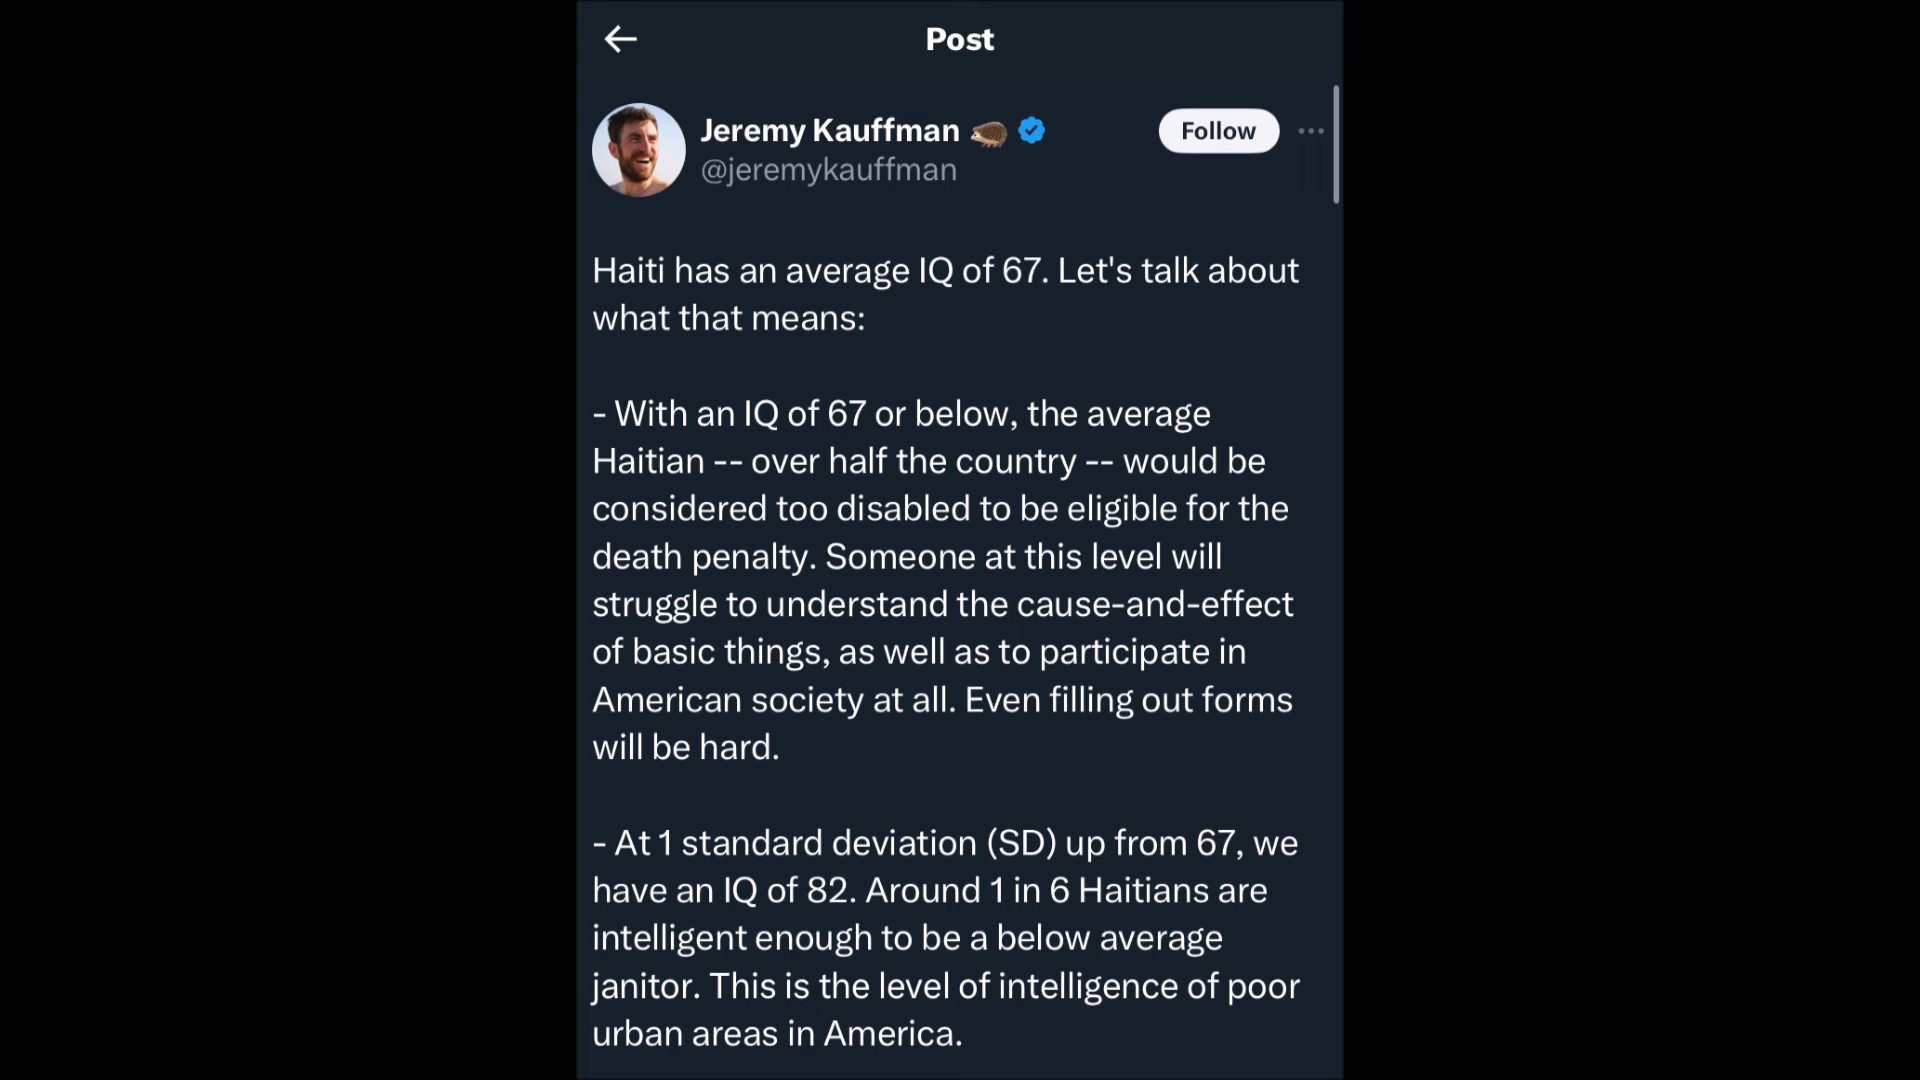 Post
Jeremy Kauffman
Follow
@jeremykauffman
Haiti has an average IQ of 67. Let's talk about
what that means:
- With an IQ of 67 or below, the average
Haitian -- over half the country -- would be
considered too disabled to be eligible for the
death penalty. Someone at this level will
struggle to understand the cause-and-effect
of basic things, as well as to participate in
American society at all. Even filling out forms
will be hard.
- At 1 standard deviation (SD) up from 67, we
have an IQ of 82. Around 1 in 6 Haitians are
intelligent enough to be a below average
janitor. This is the level of intelligence of poor
urban areas in America.